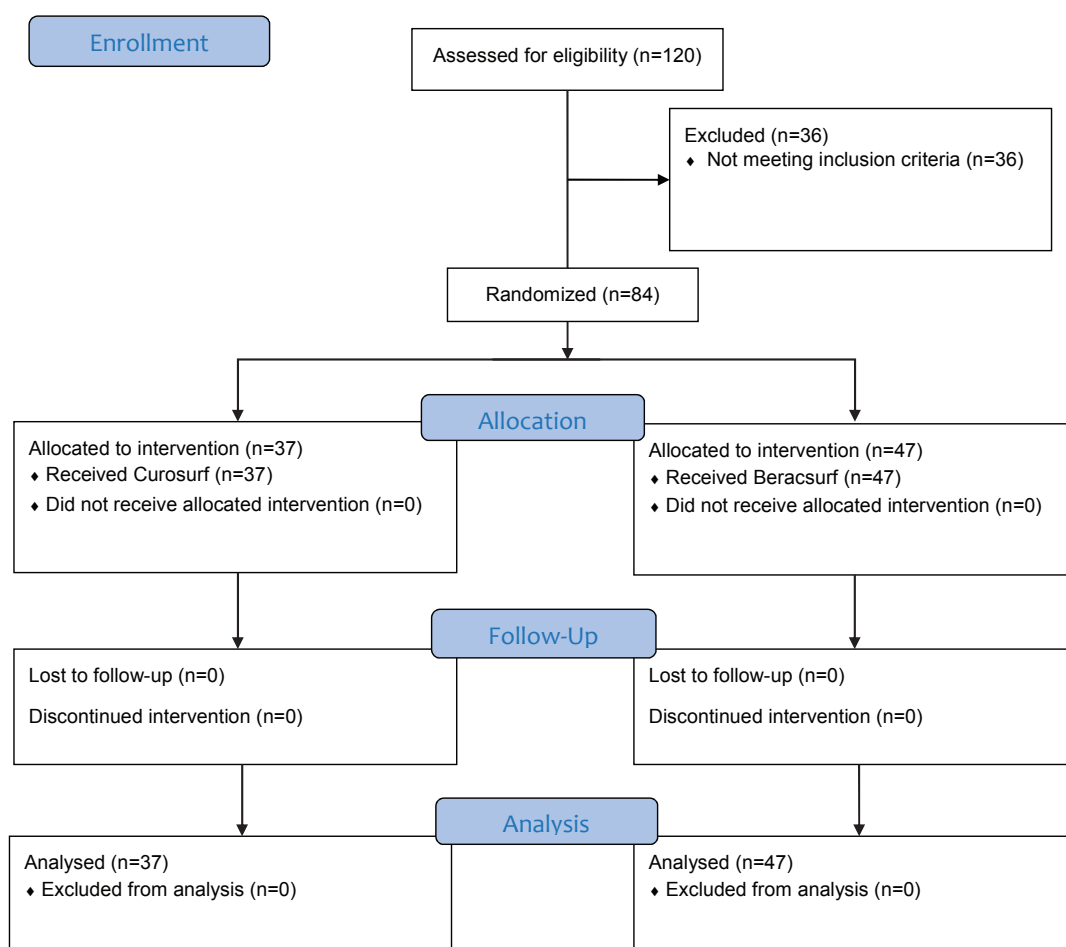 Enrollment
Assessed for eligibility (n=120)
Excluded (n=36)
♦ Not meeting inclusion criteria (n=36)
Randomized (n=84)
Allocation
Allocated to intervention (n=37)
♦ Received Curosurf (n=37)
♦ Did not receive allocated intervention (n=0)
Allocated to intervention (n=47)
♦ Received Beracsurf (n=47)
♦ Did not receive allocated intervention (n=0)
Follow-Up
Lost to follow-up (n=0)
Discontinued intervention (n=0)
Lost to follow-up (n=0)
Discontinued intervention (n=0)
Analysis
Analysed (n=37)
♦ Excluded from analysis (n=0)
Analysed (n=47)
♦ Excluded from analysis (n=0)